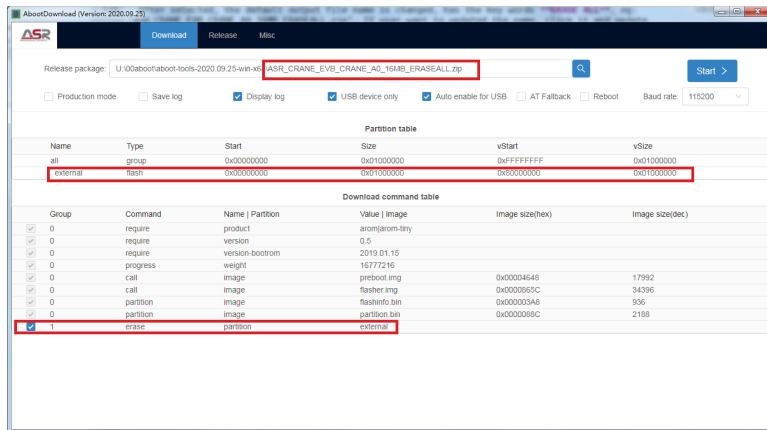 AbootDownload (Version: 2020.09.25)
ASR Download Release Misc
Release package: U:\00aboot\aboot-tools-2020.09.25-win-x6 \ASR_CRANE_EVB_CRANE_A0_16MB_ERASEALL.zip Start >
Production mode Save log Display log USB device only Auto enable for USB AT Fallback Reboot Baud rate: 115200
Partition table
Name Type Start Size vStart vSize
all group 0x00000000 0x01000000 0xFFFFFFFF 0x01000000
external flash 0x00000000 0x01000000 0x80000000 0x01000000
Download command table
Group Command Name | Partition Value | Image Image size(hex) Image size(dec)
0 require product arom|arom-tiny
0 require version 0.5
0 require version-bootrom 2019.01.15
0 progress weight 16777216
0 call image preboot.img 0x00004648 17992
0 call image flasher.img 0x0000865C 34396
0 partition image flashinfo.bin 0x000003A8 936
0 partition image partition.bin 0x0000088C 2188
1 erase partition external